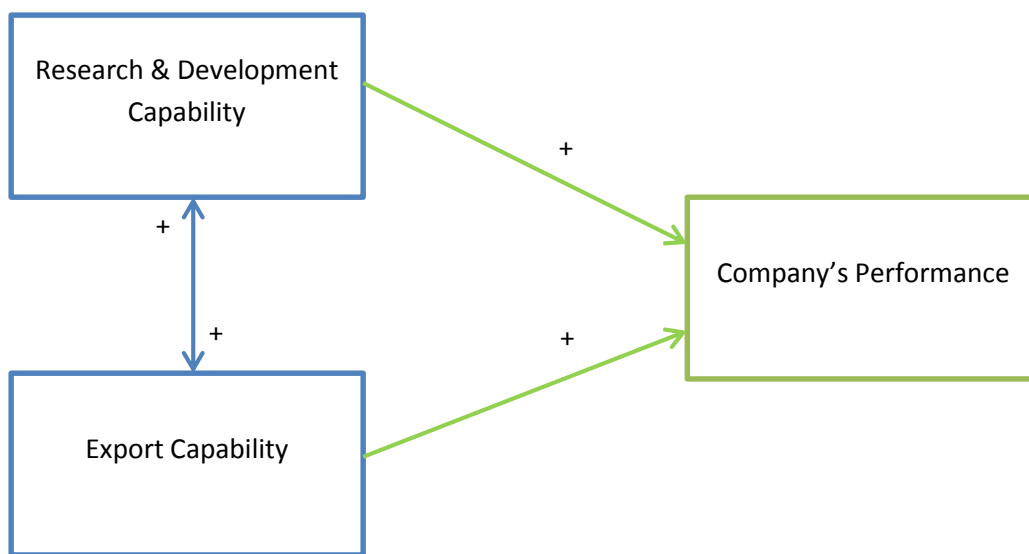 Research & Development
Capability
+
+
Company’s Performance
+
+
Export Capability